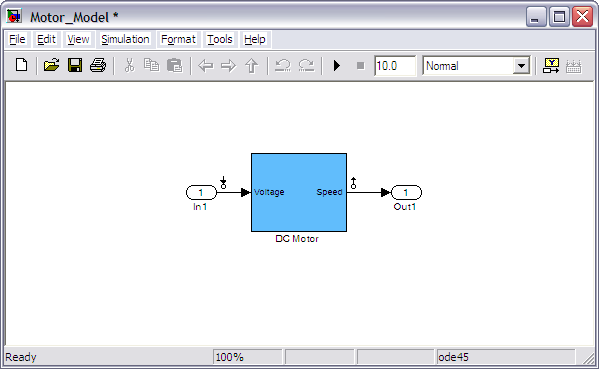 Motor_Model *
File Edit View Simulation Format Tools Help
10.0 Normal
1 Voltage Speed 1
In1 Out1
DC Motor
Ready 100% ode45